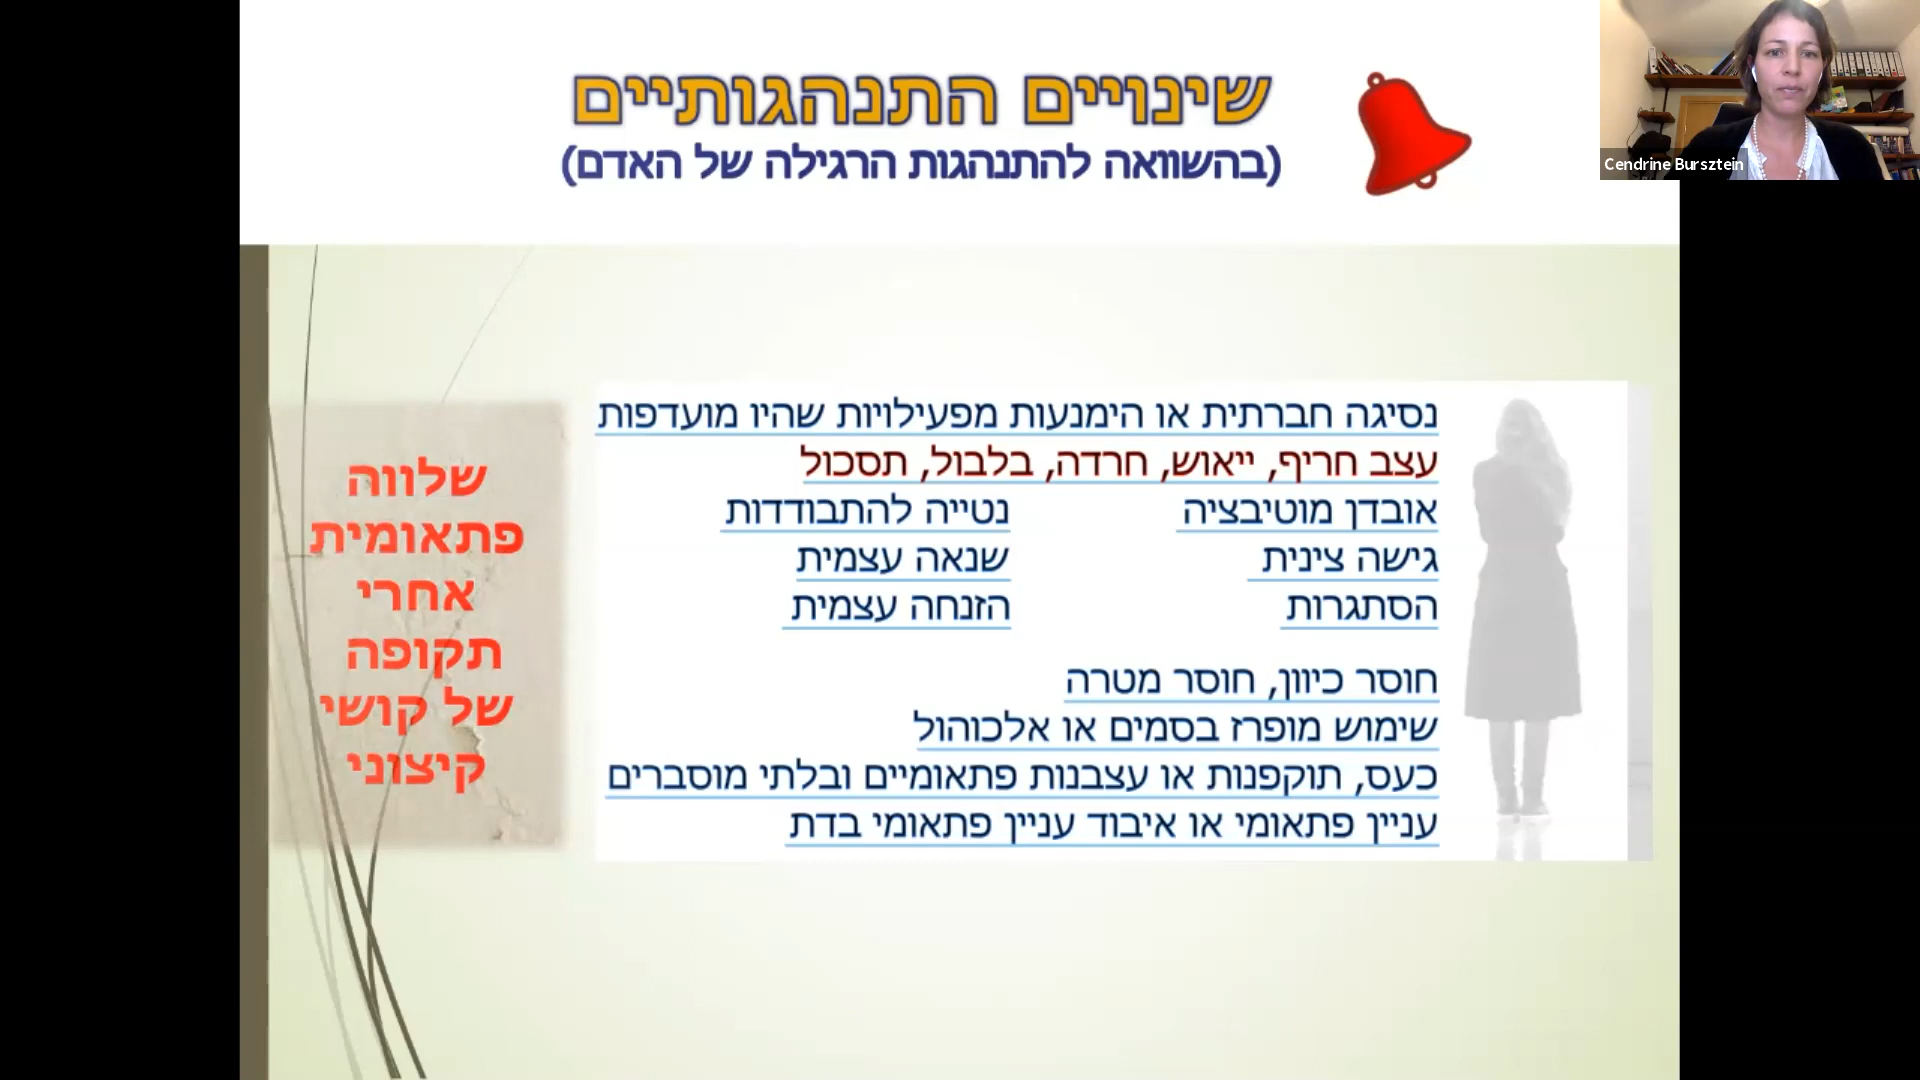 שינויים התנהגותיים
(בהשוואה להתנהגות הרגילה של האדם)
Cendrine Bursztein
נסיגה חברתית או הימנעות מפעילויות שהיו מועדפות
עצב חריף, ייאוש, חרדה, בלבול, תסכול
אובדן מוטיבציה נטייה להתבודדות
גישה צינית שנאה עצמית
הסתגרות הזנחה עצמית
חוסר כיוון, חוסר מטרה
שימוש מופרז בסמים או אלכוהול
כעס, תוקפנות או עצבנות פתאומיים ובלתי מוסברים
עניין פתאומי או איבוד עניין פתאומי בדת
שלווה
פתאומית
אחרי
תקופה
של קושי
קיצוני